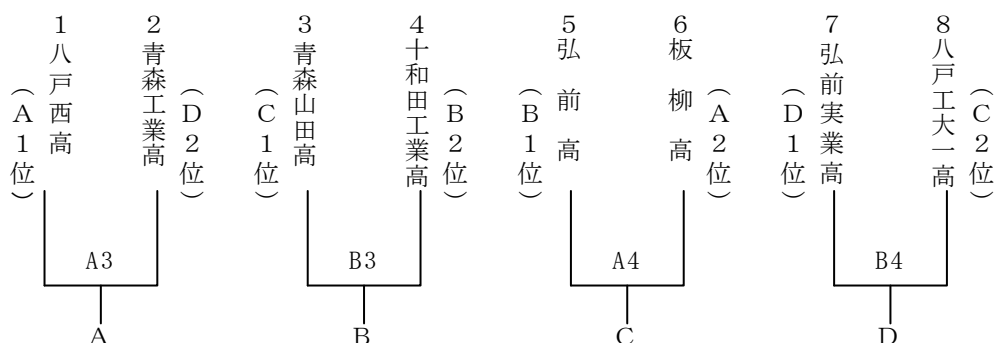 1 八戸西高 (A1位)
2 青森工業高 (D2位)
A3
A
3 青森山田高 (C1位)
4 十和田工業高 (B2位)
B3
B
5 弘前高 (B1位)
6 板柳高 (A2位)
A4
C
7 弘前実業高 (D1位)
8 八戸工大一高 (C2位)
B4
D